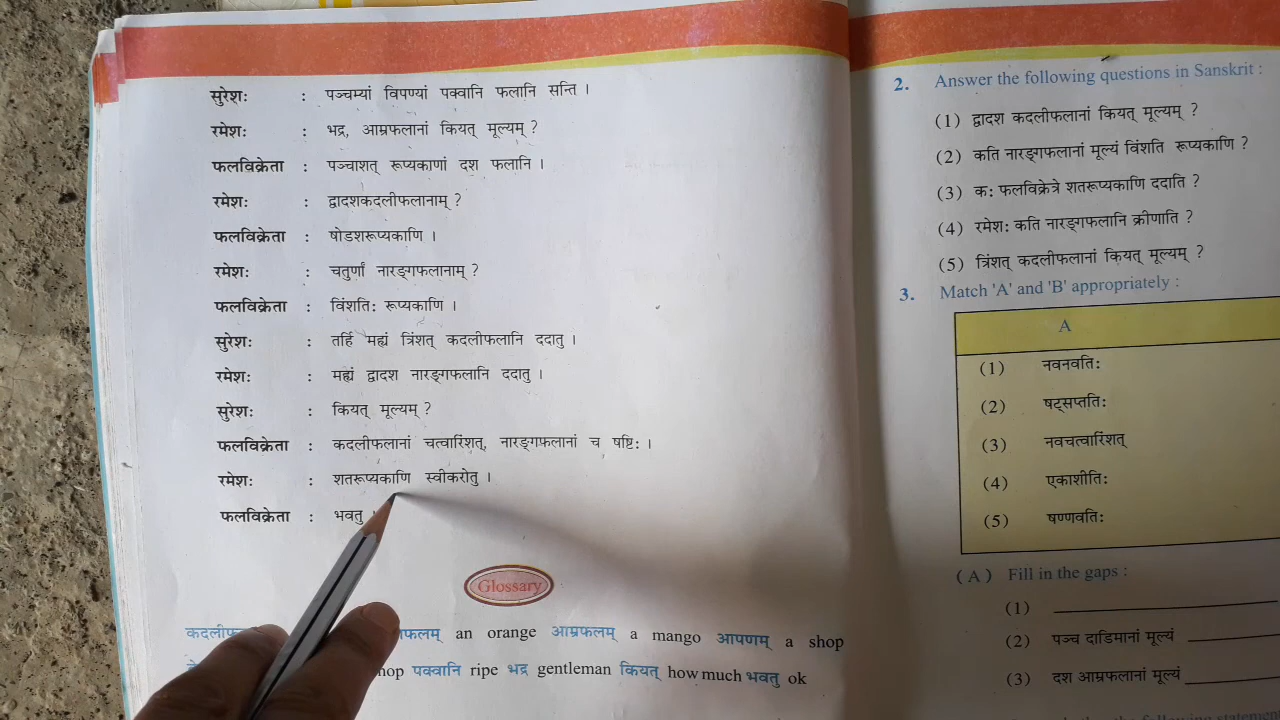 सुरेशः : पञ्चम्यां विपण्यां पक्वानि फलानि सन्ति ।
रमेशः : भद्र, आम्रफलानां कियत् मूल्यम् ?
फलविक्रेता : पञ्चाशत् रूप्यकाणां दश फलानि ।
रमेशः : द्वादशकदलीफलानाम् ?
फलविक्रेता : षोडशरूप्यकाणि ।
रमेशः : चतुर्णां नारङ्गफलानाम् ?
फलविक्रेता : विंशतिः रूप्यकाणि ।
सुरेशः : तर्हि मह्यं त्रिंशत् कदलीफलानि ददातु ।
रमेशः : मह्यं द्वादश नारङ्गफलानि ददातु ।
सुरेशः : कियत् मूल्यम् ?
फलविक्रेता : कदलीफलानां चत्वारिंशत्, नारङ्गफलानां च षष्टिः ।
रमेशः : शतरूप्यकाणि स्वीकरोतु ।
फलविक्रेता : भवतु ।
Glossary
an orange आम्रफलम् a mango आपणम् a shop
पक्वानि ripe भद्र gentleman कियत् how much भवतु ok
2. Answer the following questions in Sanskrit :
(1) द्वादश कदलीफलानां कियत् मूल्यम् ?
(2) कति नारङ्गफलानां मूल्यं विंशति रूप्यकाणि ?
(3) कः फलविक्रेत्रे शतरूप्यकाणि ददाति ?
(4) रमेशः कति नारङ्गफलानि क्रीणाति ?
(5) त्रिंशत् कदलीफलानां कियत् मूल्यम् ?
3. Match 'A' and 'B' appropriately :
A
(1) नवनवतिः
(2) षट्सप्ततिः
(3) नवचत्वारिंशत्
(4) एकाशीतिः
(5) षण्णवतिः
(A) Fill in the gaps :
(1)
(2) पञ्च दाडिमानां मूल्यं
(3) दश आम्रफलानां मूल्यं